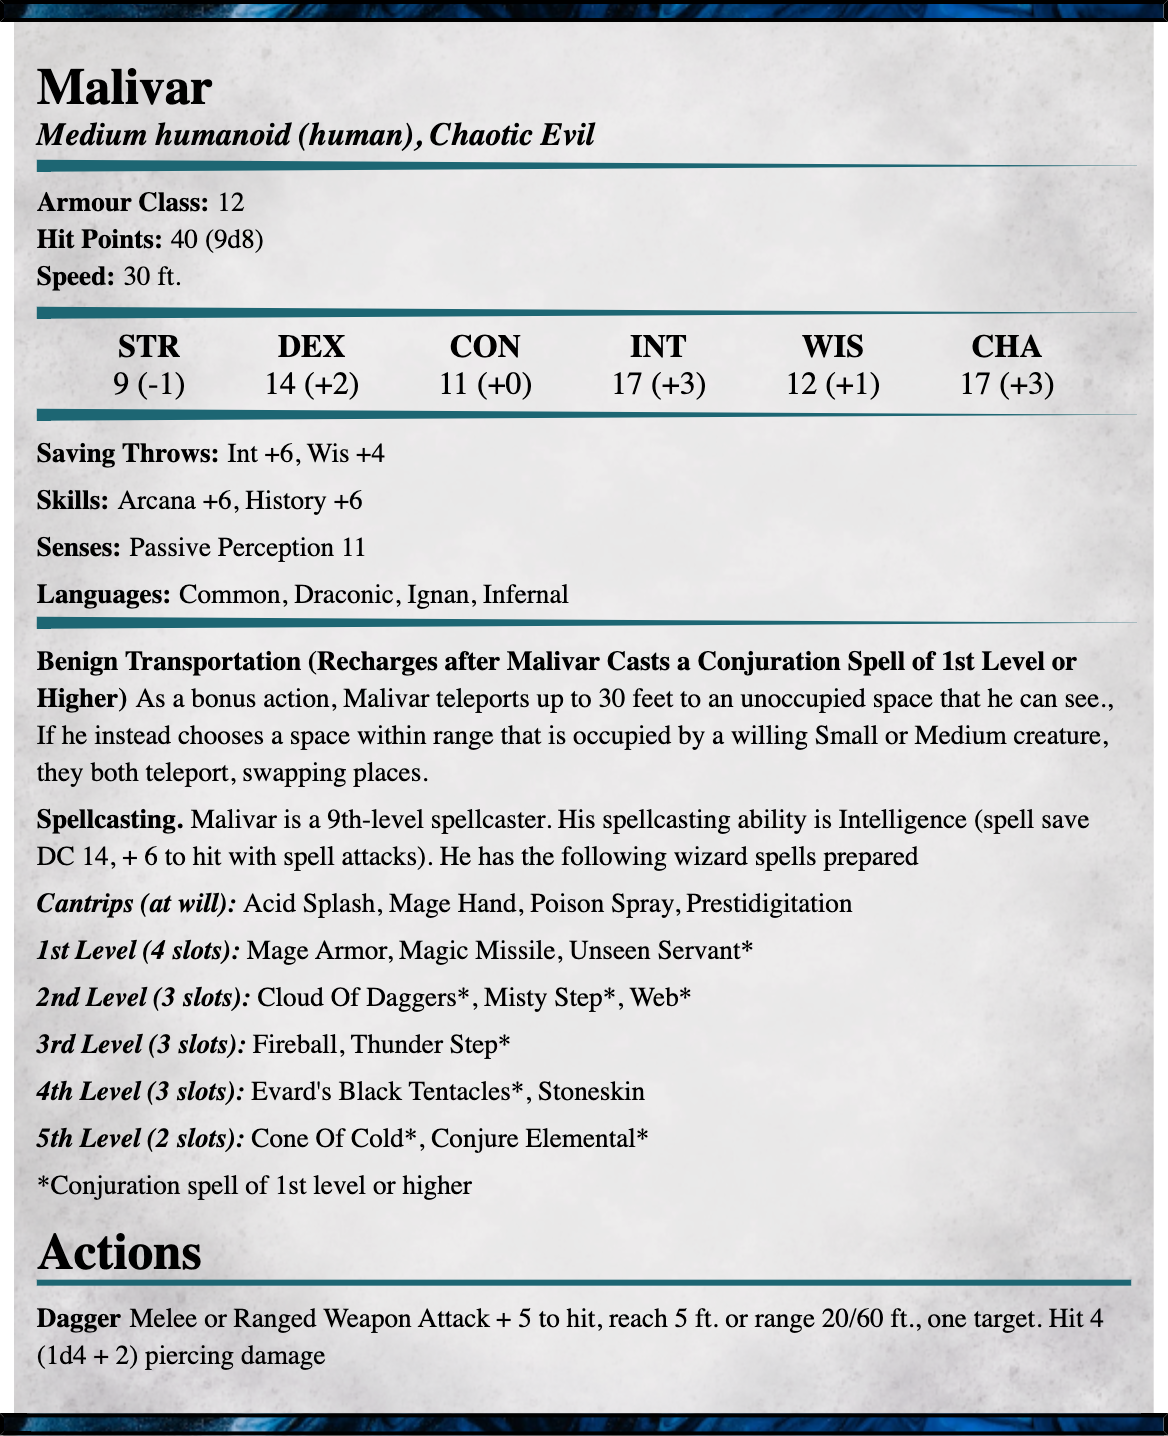 Malivar
Medium humanoid (human), Chaotic Evil
Armour Class: 12
Hit Points: 40 (9d8)
Speed: 30 ft.
STR DEX CON INT WIS CHA
9 (-1) 14 (+2) 11 (+0) 17 (+3) 12 (+1) 17 (+3)
Saving Throws: Int +6, Wis +4
Skills: Arcana +6, History +6
Senses: Passive Perception 11
Languages: Common, Draconic, Ignan, Infernal
Benign Transportation (Recharges after Malivar Casts a Conjuration Spell of 1st Level or
Higher) As a bonus action, Malivar teleports up to 30 feet to an unoccupied space that he can see.,
If he instead chooses a space within range that is occupied by a willing Small or Medium creature,
they both teleport, swapping places.
Spellcasting. Malivar is a 9th-level spellcaster. His spellcasting ability is Intelligence (spell save
DC 14, + 6 to hit with spell attacks). He has the following wizard spells prepared
Cantrips (at will): Acid Splash, Mage Hand, Poison Spray, Prestidigitation
1st Level (4 slots): Mage Armor, Magic Missile, Unseen Servant*
2nd Level (3 slots): Cloud Of Daggers*, Misty Step*, Web*
3rd Level (3 slots): Fireball, Thunder Step*
4th Level (3 slots): Evard's Black Tentacles*, Stoneskin
5th Level (2 slots): Cone Of Cold*, Conjure Elemental*
*Conjuration spell of 1st level or higher
Actions
Dagger Melee or Ranged Weapon Attack + 5 to hit, reach 5 ft. or range 20/60 ft., one target. Hit 4
(1d4 + 2) piercing damage